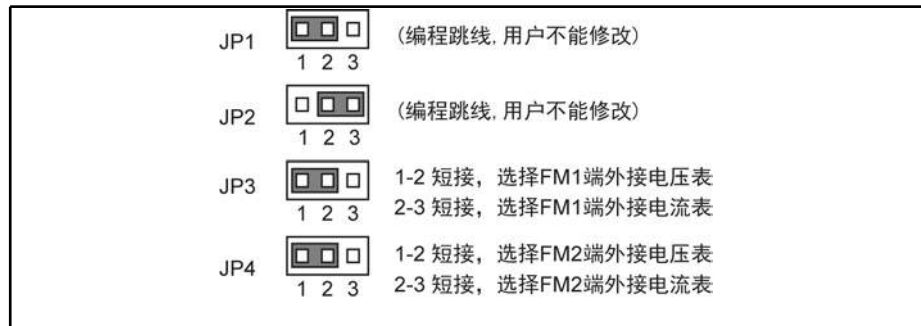 JP1 (编程跳线, 用户不能修改)
1 2 3
JP2 (编程跳线, 用户不能修改)
1 2 3
JP3 1-2 短接，选择FM1端外接电压表
1 2 3 2-3 短接，选择FM1端外接电流表
JP4 1-2 短接，选择FM2端外接电压表
1 2 3 2-3 短接，选择FM2端外接电流表